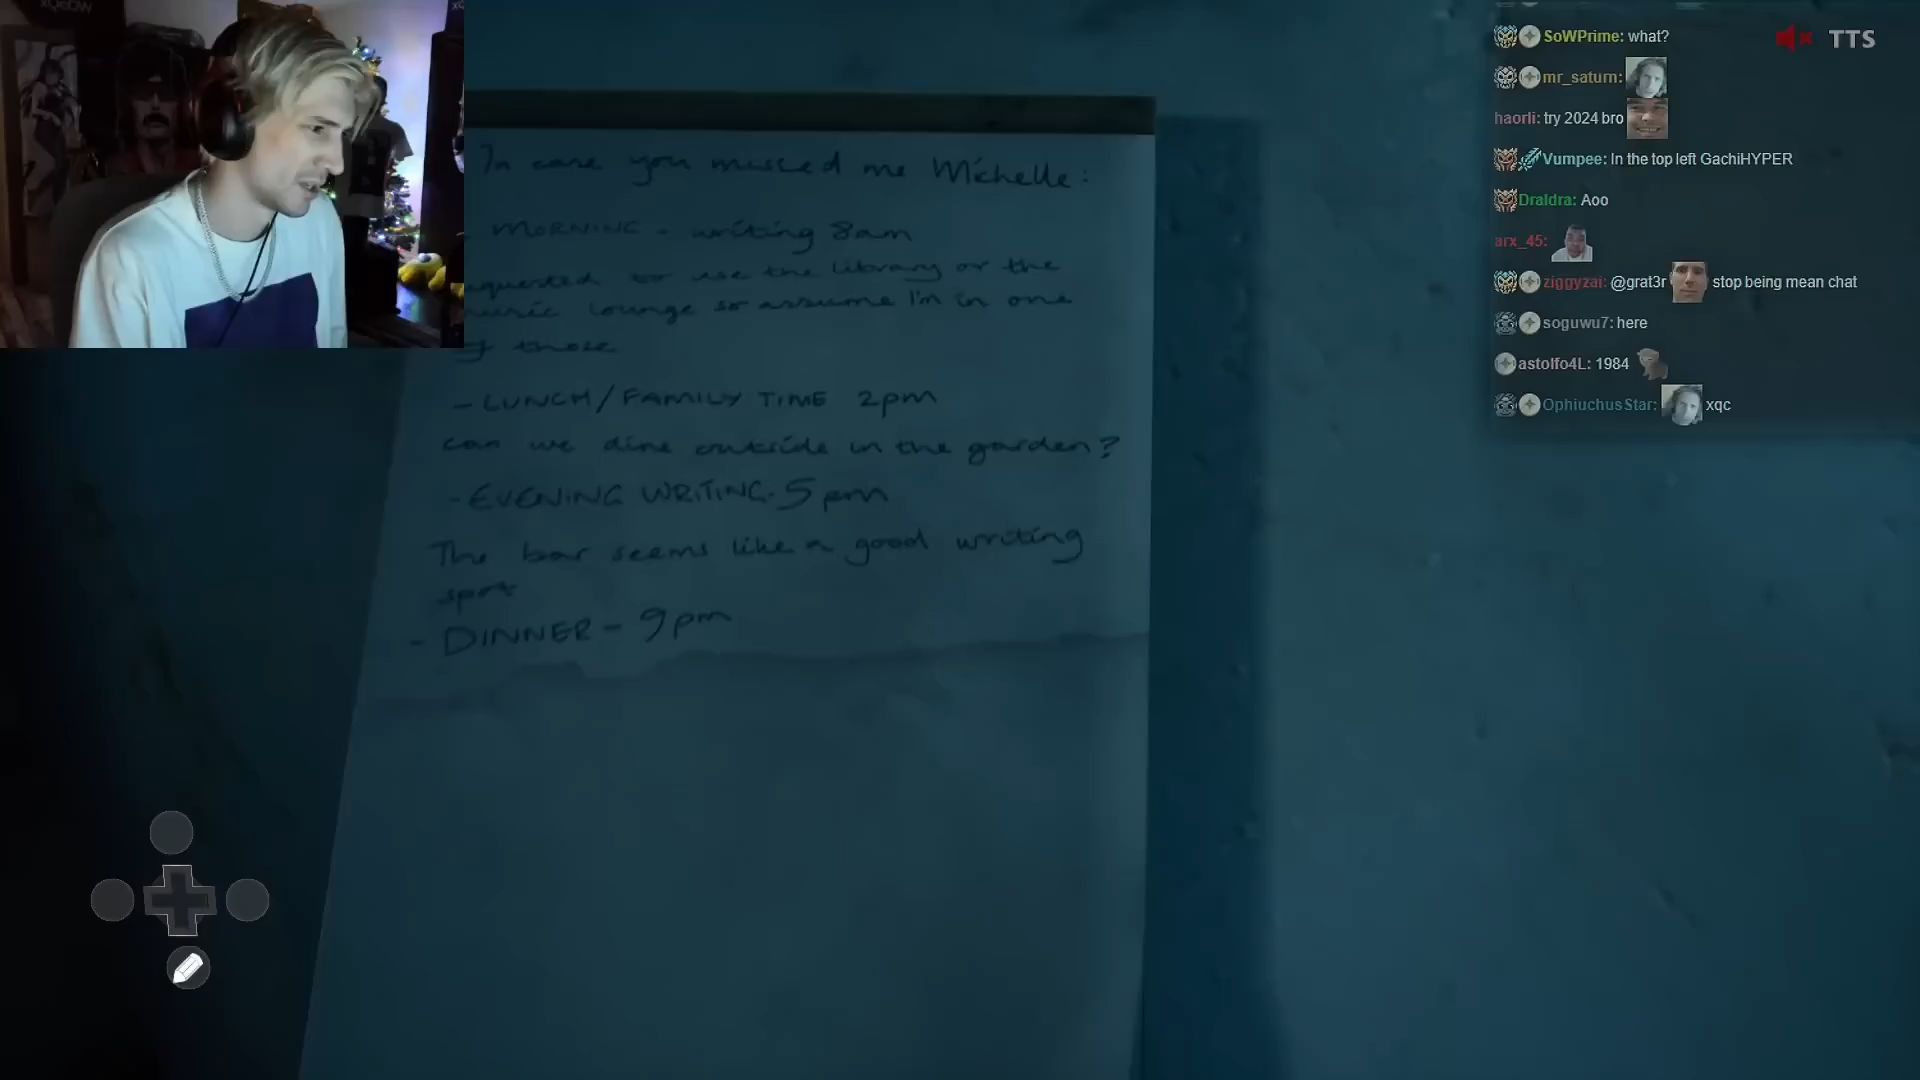 xQcOW
In case you missed me Michelle:
MORNING - writing 8am
to use the library or the
lounge so assume I'm in one
those
- LUNCH/FAMILY TIME 2pm
can we dine outside in the garden?
- EVENING WRITING- 5pm
The bar seems like a good writing
spot
- DINNER - 9pm
TTS
SoWPrime: what?
mr_saturn:
haorli: try 2024 bro
Vumpee: In the top left GachiHYPER
Draldra: Aoo
arx_45:
ziggyzai: @grat3r stop being mean chat
soguwu7: here
astolfo4L: 1984
OphiuchusStar: xqc